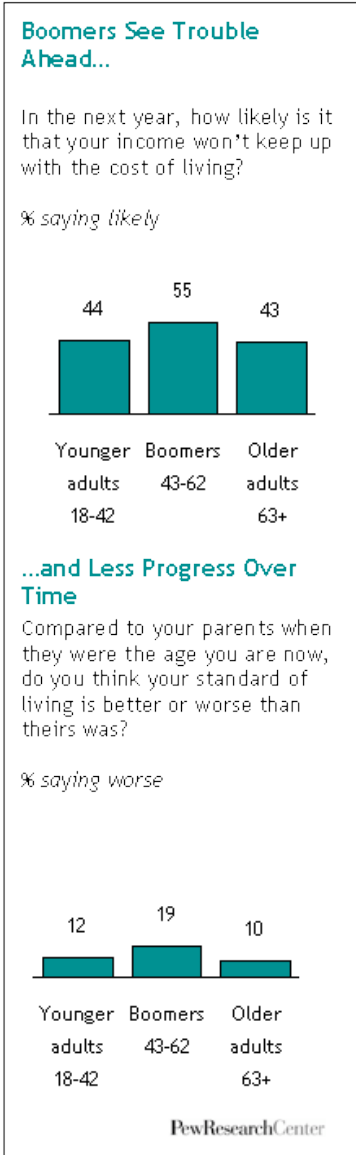 Boomers See Trouble
Ahead...
In the next year, how likely is it
that your income won't keep up
with the cost of living?
% saying likely
44 55 43
Younger Boomers Older
adults 43-62 adults
18-42 63+
...and Less Progress Over
Time
Compared to your parents when
they were the age you are now,
do you think your standard of
living is better or worse than
theirs was?
% saying worse
12 19 10
Younger Boomers Older
adults 43-62 adults
18-42 63+
PewResearchCenter